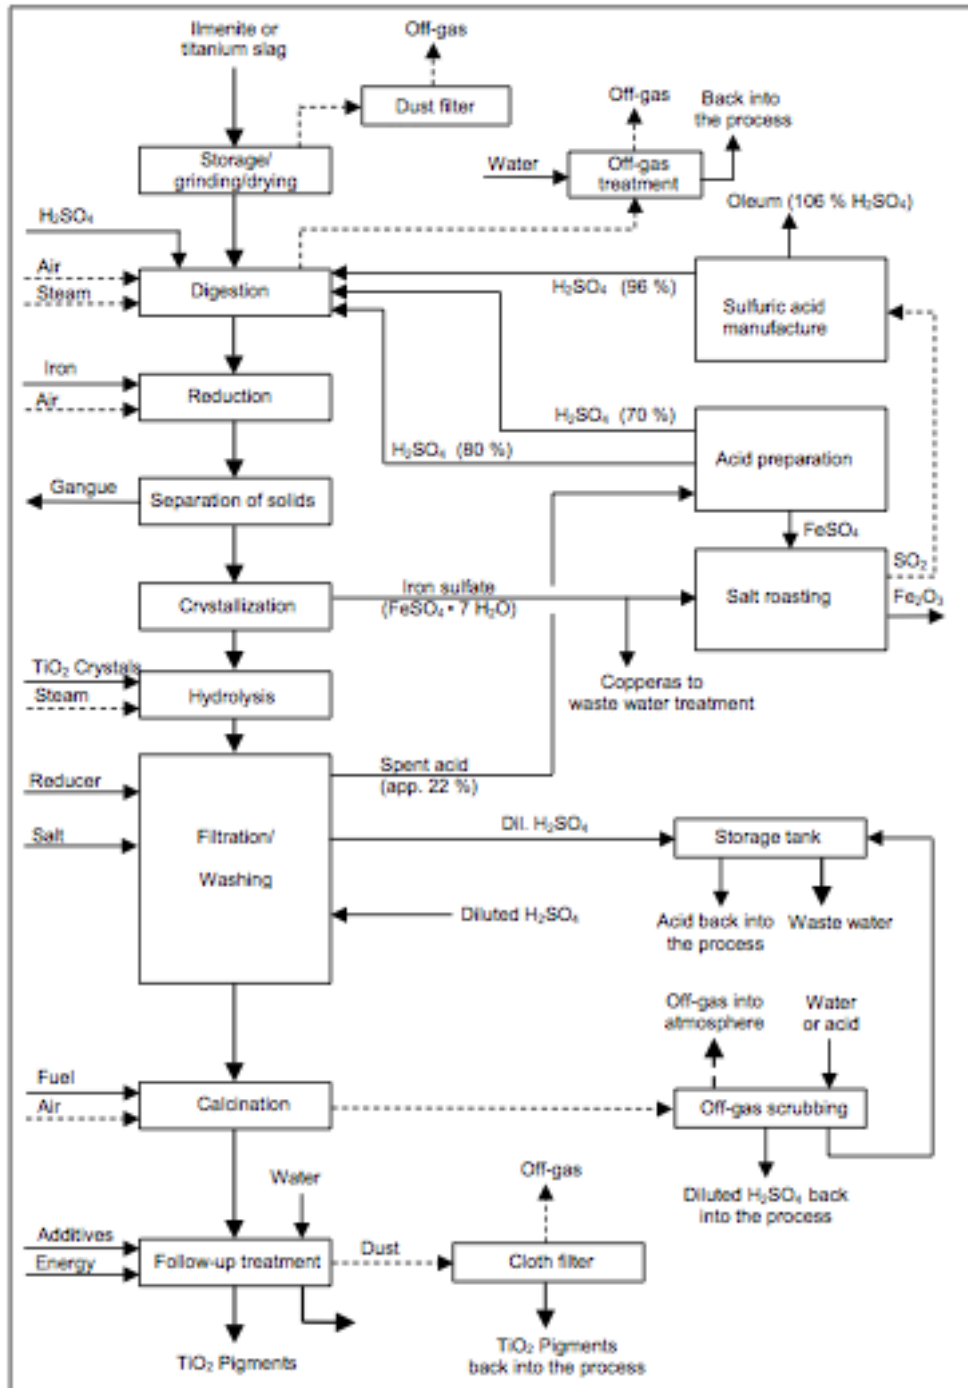 Ilmenite or
titanium slag
Off-gas
Dust filter
Off-gas
Back into
the process
Storage/
grinding/drying
Water
Off-gas
treatment
Oleum (106 % H₂SO₄)
H₂SO₄
Air
Steam
Digestion
H₂SO₄ (96 %)
Sulfuric acid
manufacture
Iron
Air
Reduction
H₂SO₄ (70 %)
H₂SO₄ (80 %)
Acid preparation
Gangue
Separation of solids
FeSO₄
SO₂
Iron sulfate
(FeSO₄ • 7 H₂O)
Crystallization
Salt roasting
Fe₂O₃
TiO₂ Crystals
Steam
Hydrolysis
Copperas to
waste water treatment
Spent acid
(app. 22 %)
Reducer
Salt
Filtration/
Washing
Dil. H₂SO₄
Storage tank
Diluted H₂SO₄
Acid back into
the process
Waste water
Off-gas into
atmosphere
Water
or acid
Fuel
Air
Calcination
Off-gas scrubbing
Water
Off-gas
Diluted H₂SO₄ back
into the process
Additives
Energy
Follow-up treatment
Dust
Cloth filter
TiO₂ Pigments
TiO₂ Pigments
back into the process